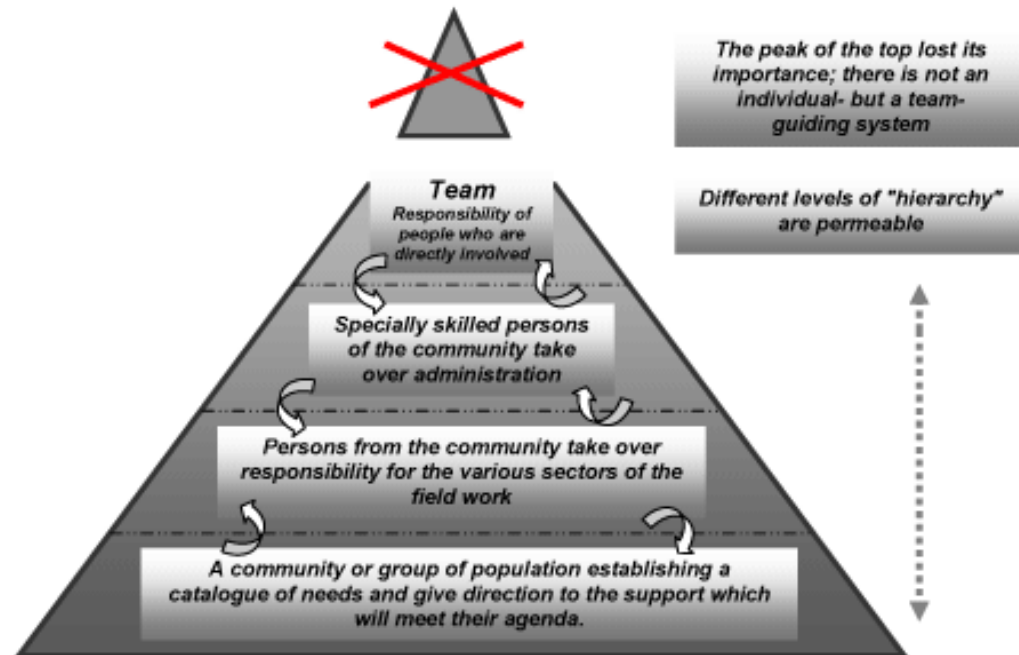 The peak of the top lost its
importance; there is not an
individual- but a team-
guiding system
Different levels of "hierarchy"
are permeable
Team
Responsibility of
people who are
directly involved
Specially skilled persons
of the community take
over administration
Persons from the community take over
responsibility for the various sectors of the
field work
A community or group of population establishing a
catalogue of needs and give direction to the support which
will meet their agenda.